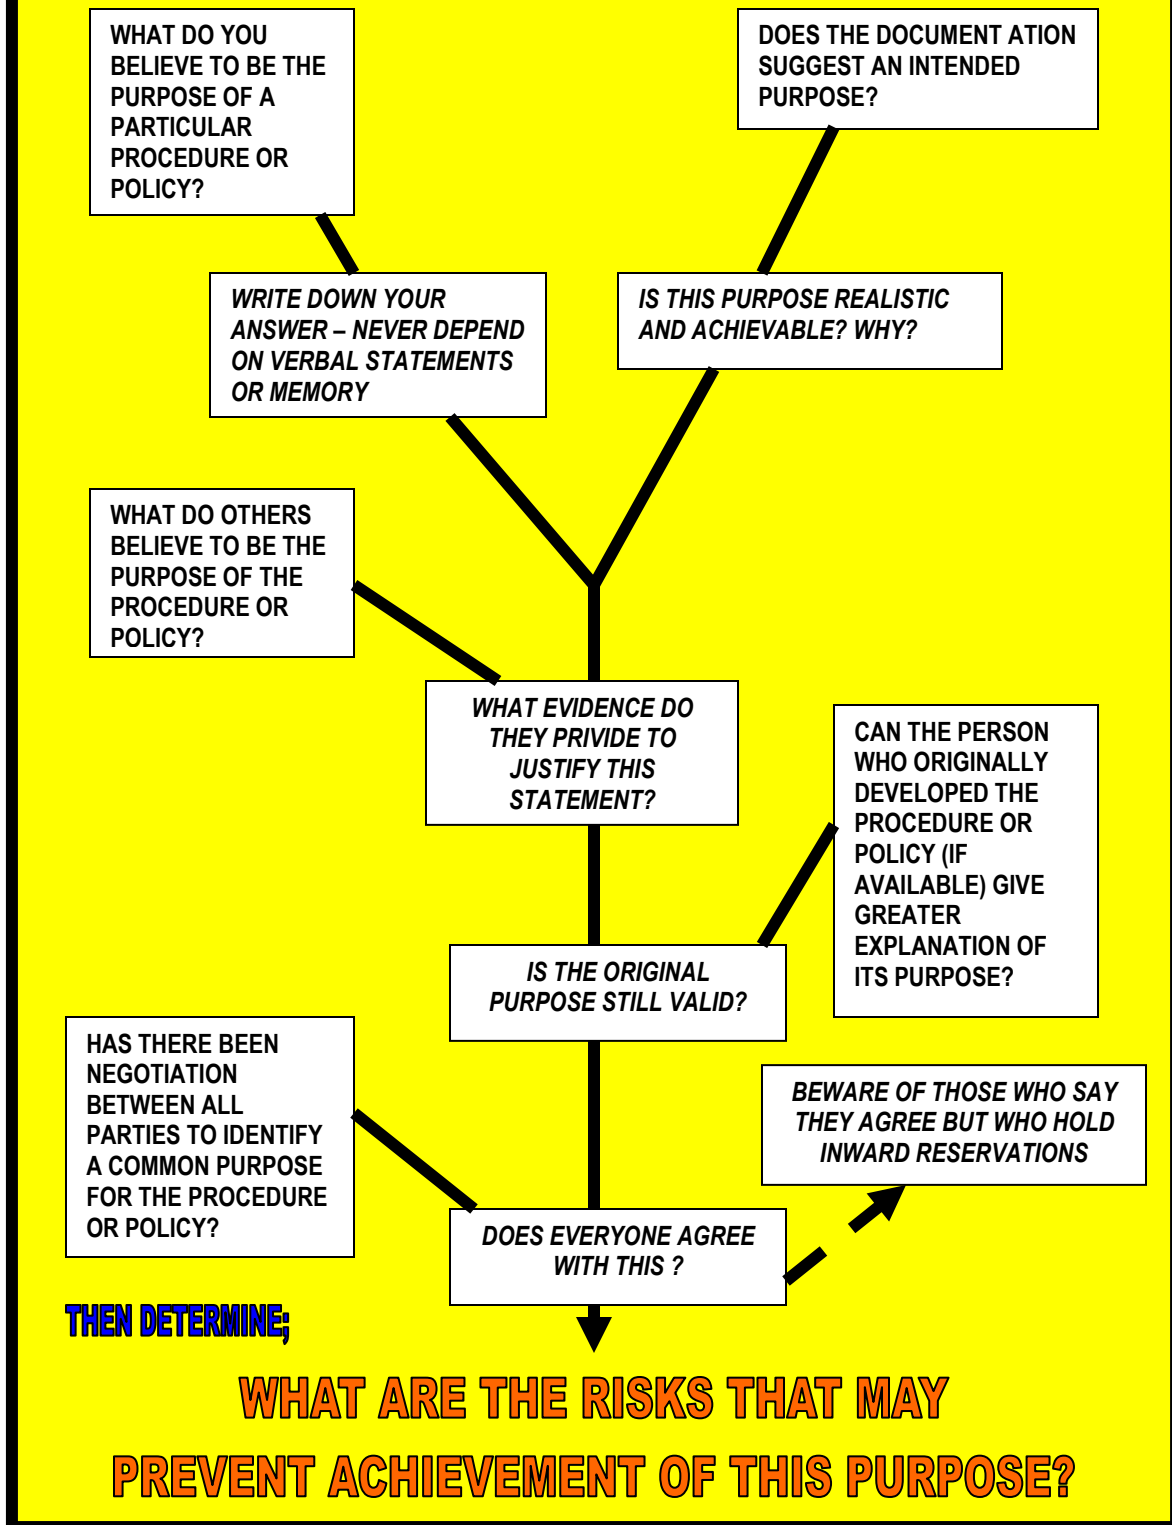 WHAT DO YOU
BELIEVE TO BE THE
PURPOSE OF A
PARTICULAR
PROCEDURE OR
POLICY?
DOES THE DOCUMENT ATION
SUGGEST AN INTENDED
PURPOSE?
WRITE DOWN YOUR
ANSWER – NEVER DEPEND
ON VERBAL STATEMENTS
OR MEMORY
IS THIS PURPOSE REALISTIC
AND ACHIEVABLE? WHY?
WHAT DO OTHERS
BELIEVE TO BE THE
PURPOSE OF THE
PROCEDURE OR
POLICY?
WHAT EVIDENCE DO
THEY PRIVIDE TO
JUSTIFY THIS
STATEMENT?
CAN THE PERSON
WHO ORIGINALLY
DEVELOPED THE
PROCEDURE OR
POLICY (IF
AVAILABLE) GIVE
GREATER
EXPLANATION OF
ITS PURPOSE?
IS THE ORIGINAL
PURPOSE STILL VALID?
HAS THERE BEEN
NEGOTIATION
BETWEEN ALL
PARTIES TO IDENTIFY
A COMMON PURPOSE
FOR THE PROCEDURE
OR POLICY?
BEWARE OF THOSE WHO SAY
THEY AGREE BUT WHO HOLD
INWARD RESERVATIONS
DOES EVERYONE AGREE
WITH THIS ?
THEN DETERMINE;
WHAT ARE THE RISKS THAT MAY
PREVENT ACHIEVEMENT OF THIS PURPOSE?